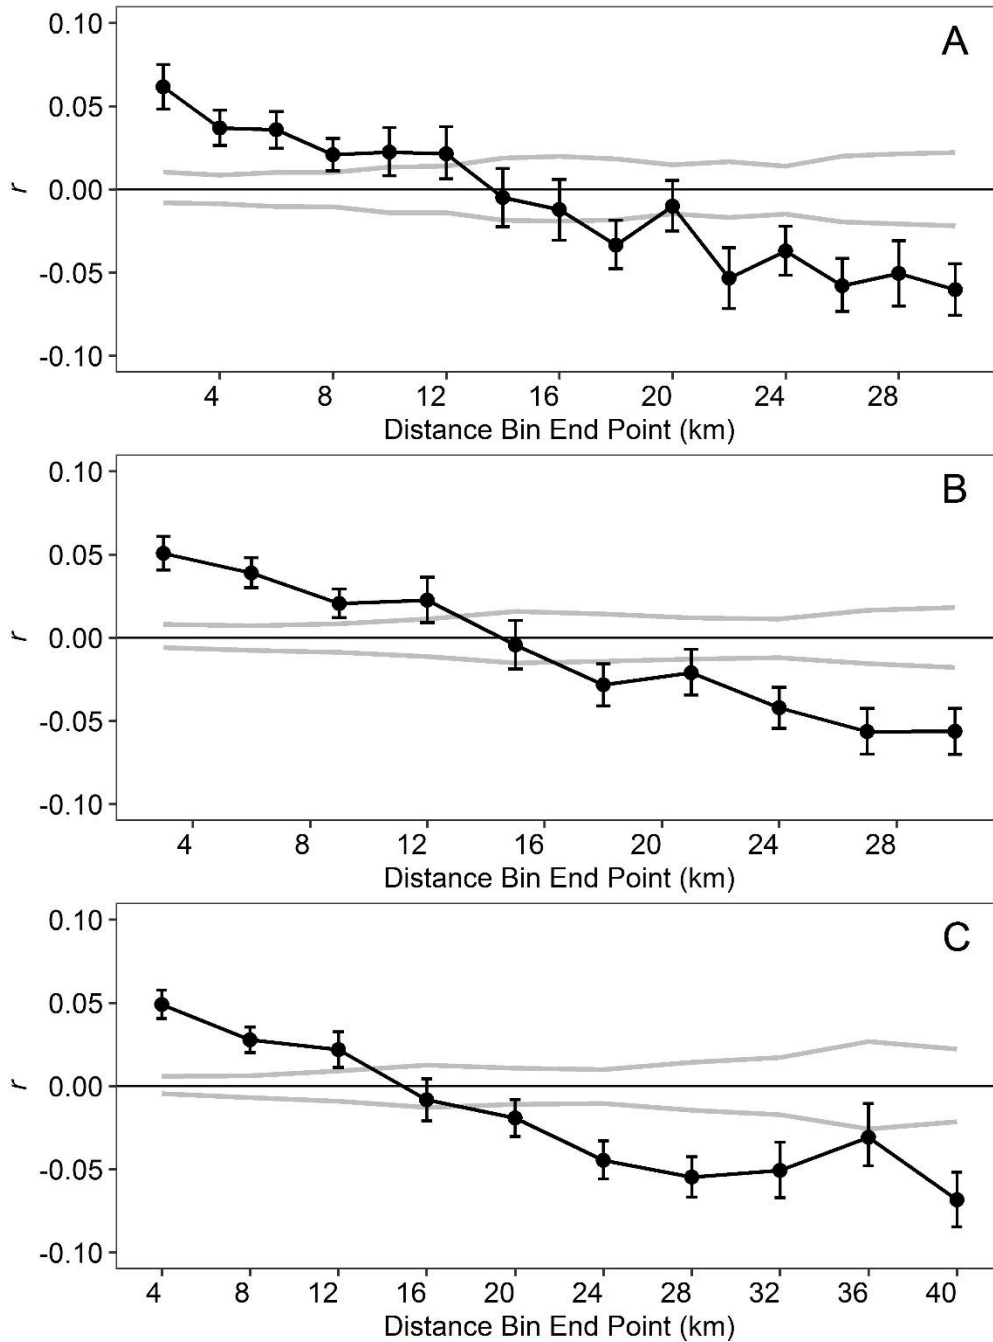 A
0.10
0.05
0.00
-0.05
-0.10
r
4 8 12 16 20 24 28
Distance Bin End Point (km)
B
0.10
0.05
0.00
-0.05
-0.10
r
4 8 12 16 20 24 28
Distance Bin End Point (km)
C
0.10
0.05
0.00
-0.05
-0.10
r
4 8 12 16 20 24 28 32 36 40
Distance Bin End Point (km)